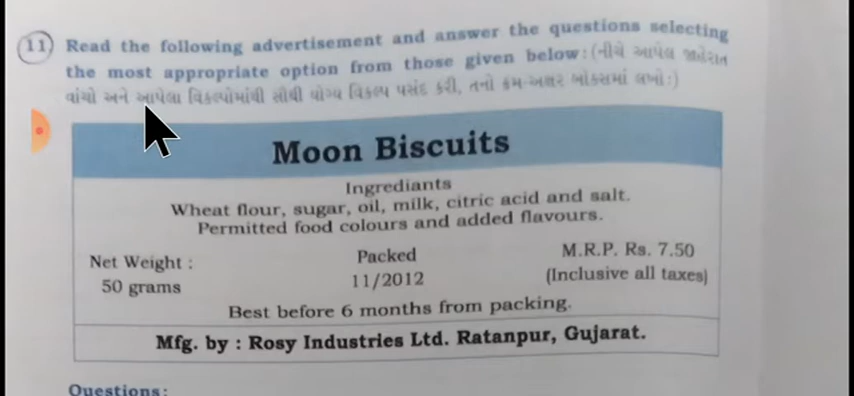 (11) Read the following advertisement and answer the questions selecting
the most appropriate option from those given below : (નીચે આપેલ જાહેરાત
વાંચો અને આપેલા વિકલ્પોમાંથી સૌથી યોગ્ય વિકલ્પ પસંદ કરી, તનો ક્રમ-અક્ષર બોક્સમાં લખો :)
Moon Biscuits
Ingrediants
Wheat flour, sugar, oil, milk, citric acid and salt.
Permitted food colours and added flavours.
Net Weight : Packed M.R.P. Rs. 7.50
50 grams 11/2012 (Inclusive all taxes)
Best before 6 months from packing.
Mfg. by : Rosy Industries Ltd. Ratanpur, Gujarat.
Questions: